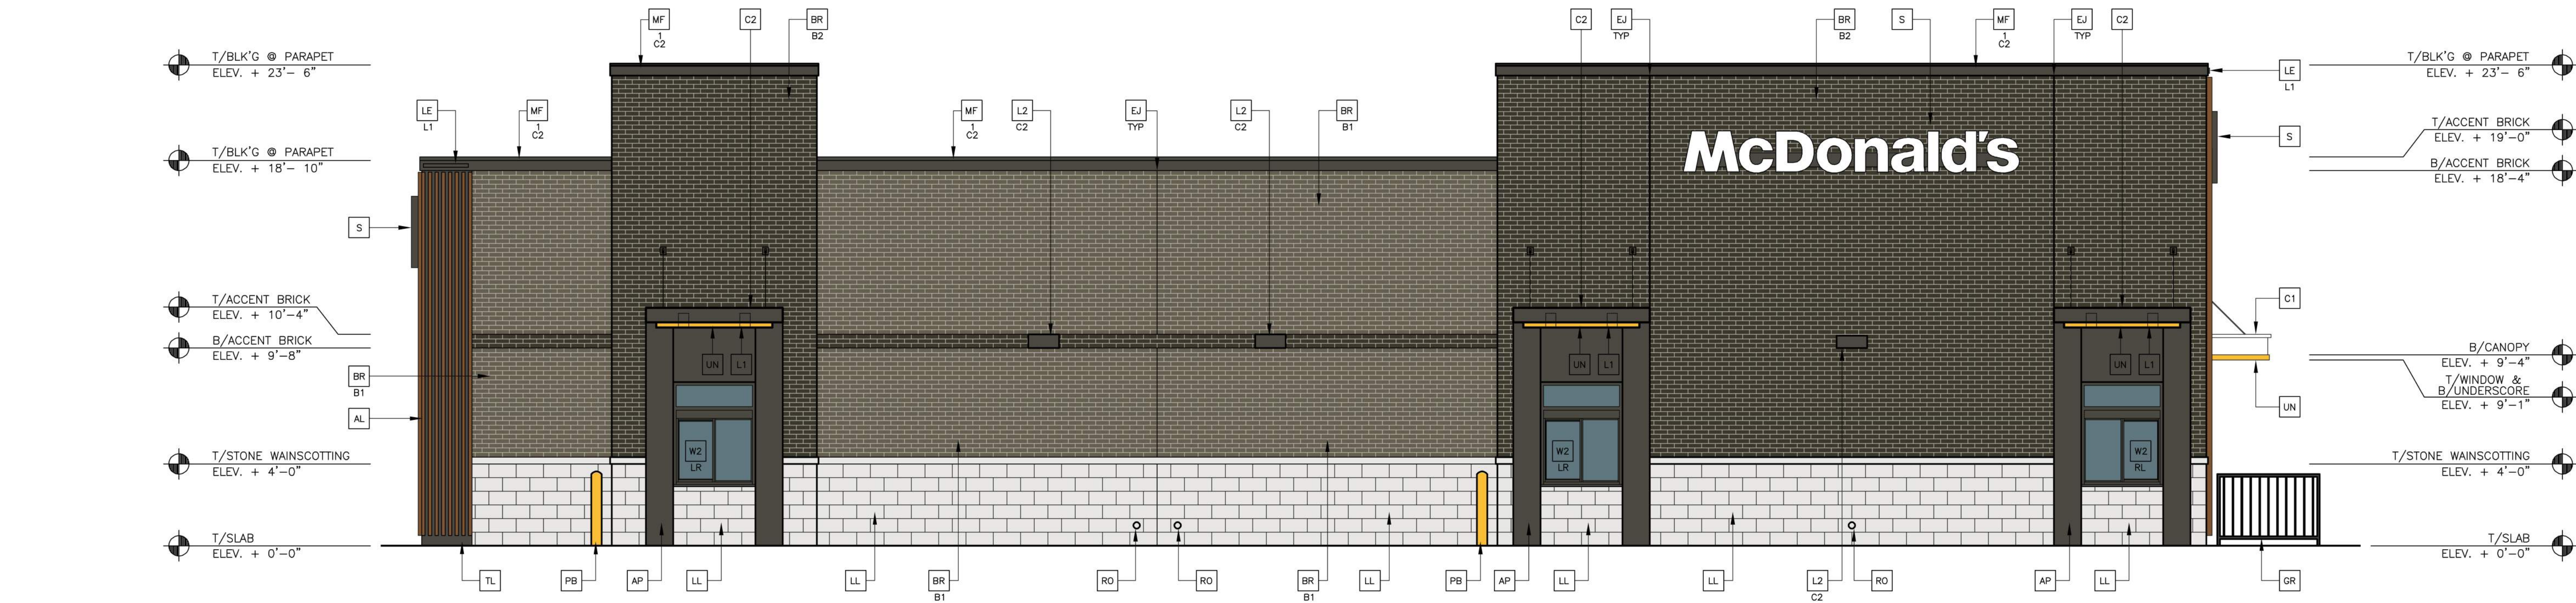 MF
1
C2
C2
BR
B2
C2
EJ
TYP
BR
B2
S
MF
1
C2
EJ
TYP
C2
T/BLK'G @ PARAPET
ELEV. + 23'- 6"
T/BLK'G @ PARAPET
ELEV. + 23'- 6"
LE
L1
LE
L1
MF
1
C2
MF
1
C2
L2
C2
EJ
TYP
L2
C2
BR
B1
T/ACCENT BRICK
ELEV. + 19'-0"
S
McDonald's
T/BLK'G @ PARAPET
ELEV. + 18'- 10"
B/ACCENT BRICK
ELEV. + 18'-4"
S
T/ACCENT BRICK
ELEV. + 10'-4"
C1
B/ACCENT BRICK
ELEV. + 9'-8"
B/CANOPY
ELEV. + 9'-4"
UN
L1
UN
L1
UN
L1
BR
B1
T/WINDOW &
B/UNDERSCORE
ELEV. + 9'-1"
UN
AL
W2
LR
W2
LR
W2
RL
T/STONE WAINSCOTTING
ELEV. + 4'-0"
T/STONE WAINSCOTTING
ELEV. + 4'-0"
T/SLAB
ELEV. + 0'-0"
T/SLAB
ELEV. + 0'-0"
TL
PB
AP
LL
LL
BR
B1
RO
RO
BR
B1
LL
PB
AP
LL
LL
L2
C2
RO
AP
LL
GR